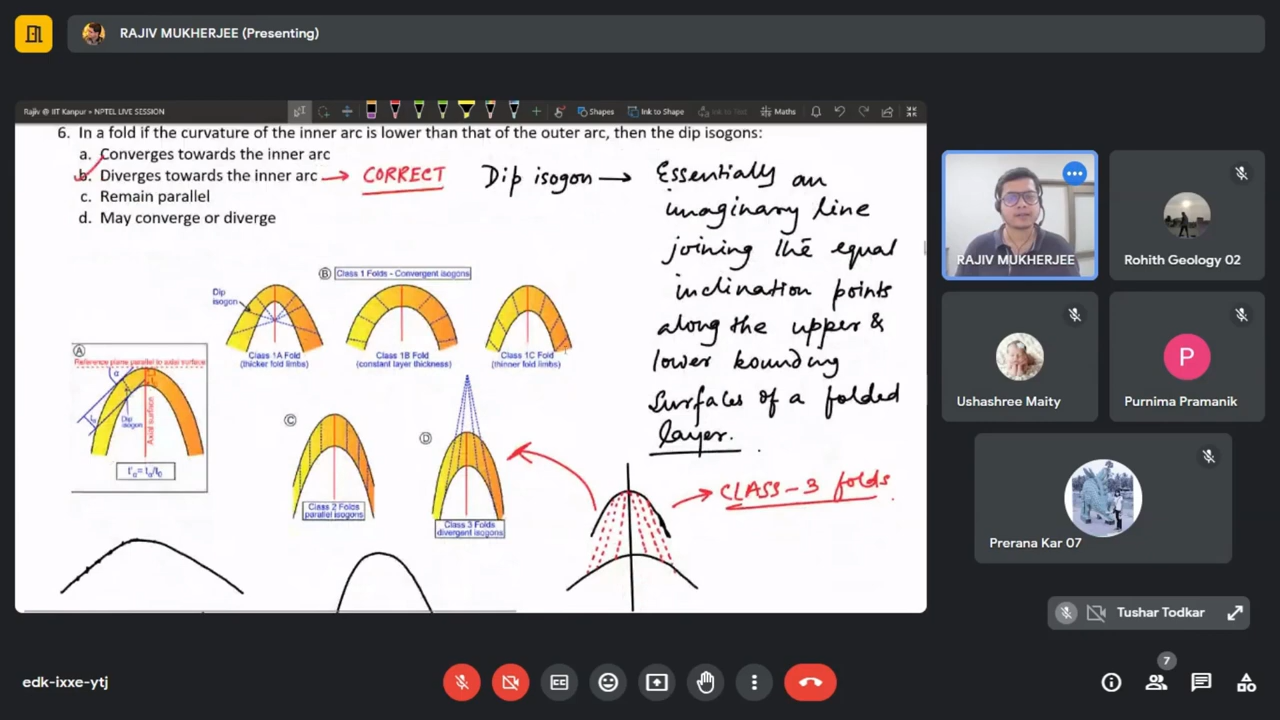 RAJIV MUKHERJEE (Presenting)
Rajiv @ IIT Kanpur - NPTEL LIVE SESSION
Shapes
Ink to Shape
Ink to Text
Maths
6. In a fold if the curvature of the inner arc is lower than that of the outer arc, then the dip isogons:
a. Converges towards the inner arc
b. Diverges towards the inner arc → CORRECT
c. Remain parallel
d. May converge or diverge
Dip isogon → Essentially an
imaginary line
joining the equal
inclination points
along the upper &
lower bounding
surfaces of a folded
layer.
B Class 1 Folds - Convergent isogons
Dip
isogon
Class 1A Fold
(thicker fold limbs)
Class 1B Fold
(constant layer thickness)
Class 1C Fold
(thinner fold limbs)
A
Reference plane parallel to axial surface
α
Dip
isogon
Axial surface
t'α = tα/t0
C
Class 2 Folds
parallel isogons
D
Class 3 Folds
divergent isogons
→ CLASS-3 folds.
RAJIV MUKHERJEE
Rohith Geology 02
Ushashree Maity
P
Purnima Pramanik
Prerana Kar 07
Tushar Todkar
edk-ixxe-ytj
7